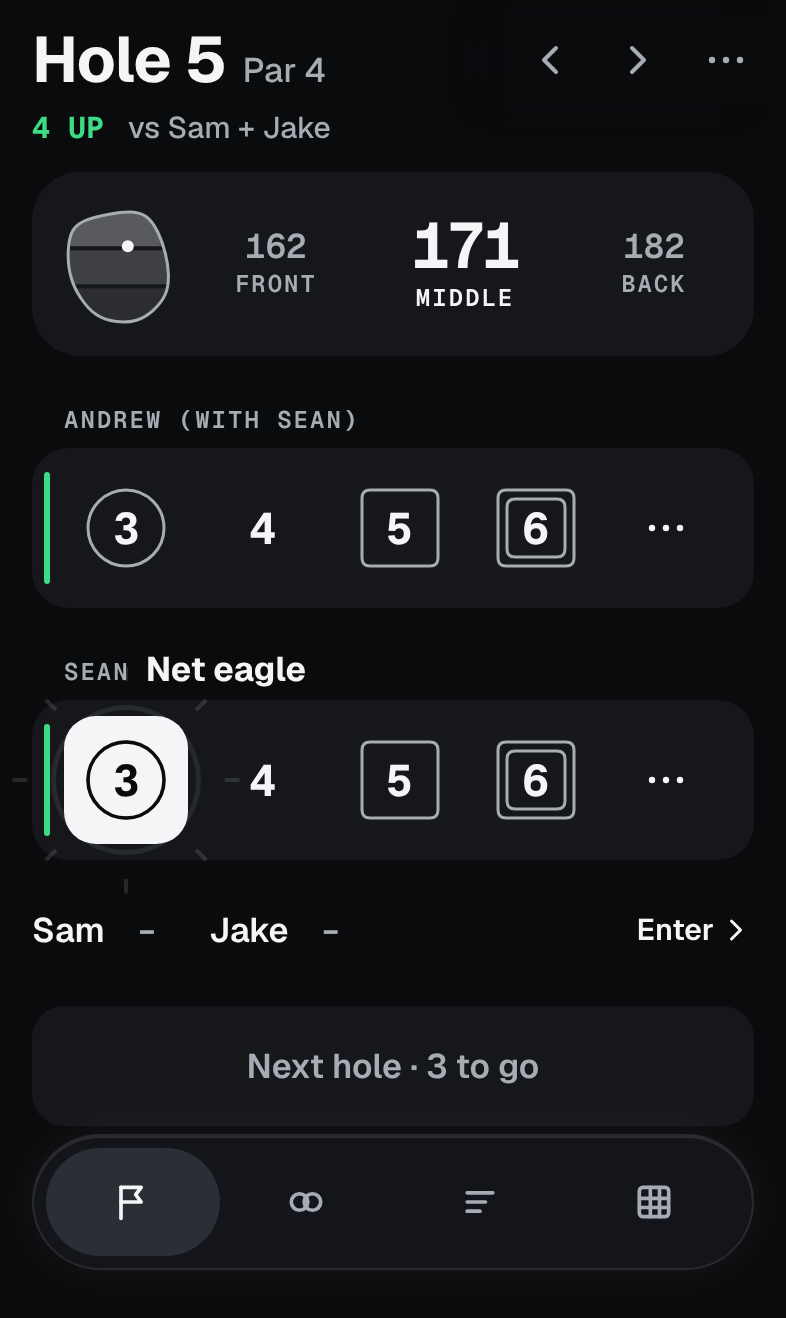 Hole 5 Par 4
4 UP vs Sam + Jake
162 171 182
FRONT MIDDLE BACK
ANDREW (WITH SEAN)
3 4 5 6 ...
SEAN Net eagle
3 4 5 6 ...
Sam – Jake – Enter >
Next hole · 3 to go